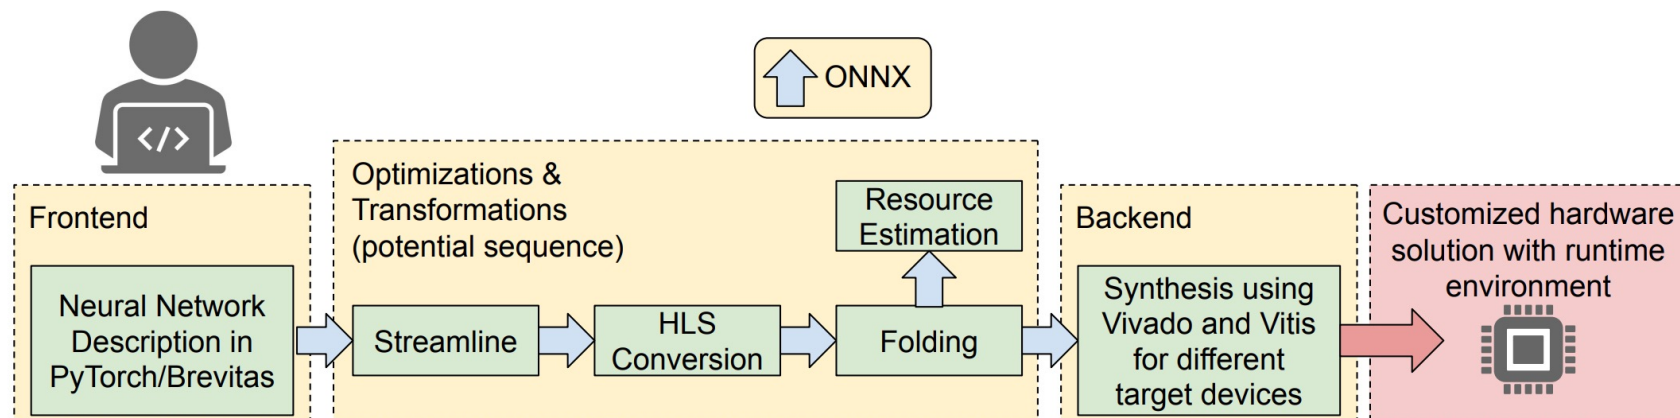 </>
ONNX
Frontend
Neural Network
Description in
PyTorch/Brevitas
Optimizations &
Transformations
(potential sequence)
Streamline
HLS
Conversion
Resource
Estimation
Folding
Backend
Synthesis using
Vivado and Vitis
for different
target devices
Customized hardware
solution with runtime
environment